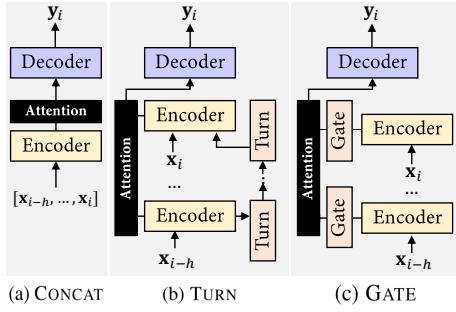 y_i
Decoder
Attention
Encoder
[x_{i-h}, ..., x_i]
(a) CONCAT
y_i
Decoder
Attention
Encoder
x_i
...
Encoder
x_{i-h}
Turn
...
Turn
(b) TURN
y_i
Decoder
Attention
Gate
Encoder
x_i
...
Gate
Encoder
x_{i-h}
(c) GATE